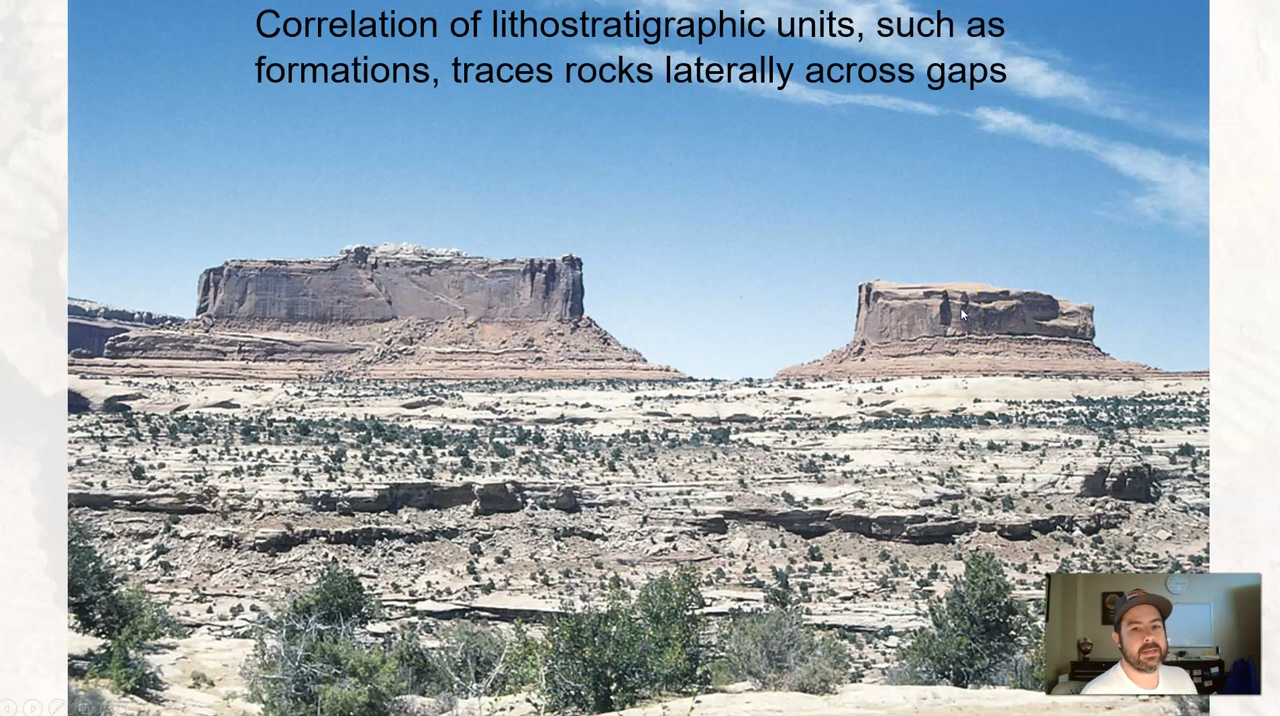 Correlation of lithostratigraphic units, such as
formations, traces rocks laterally across gaps